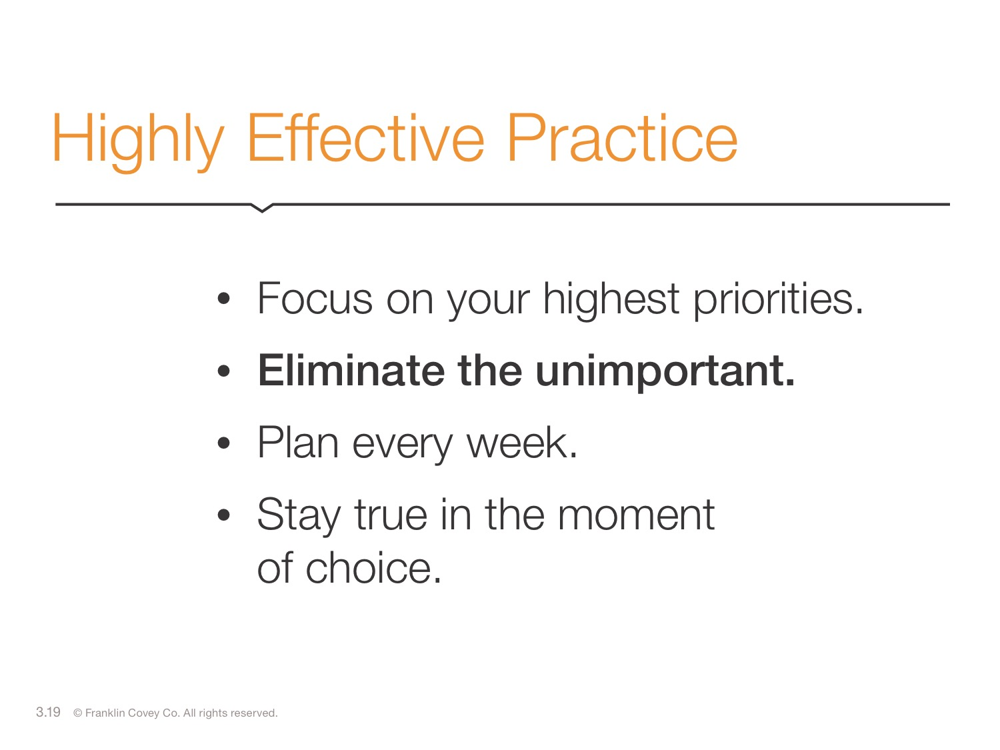 Highly Effective Practice
• Focus on your highest priorities.
• Eliminate the unimportant.
• Plan every week.
• Stay true in the moment
of choice.
3.19 © Franklin Covey Co. All rights reserved.